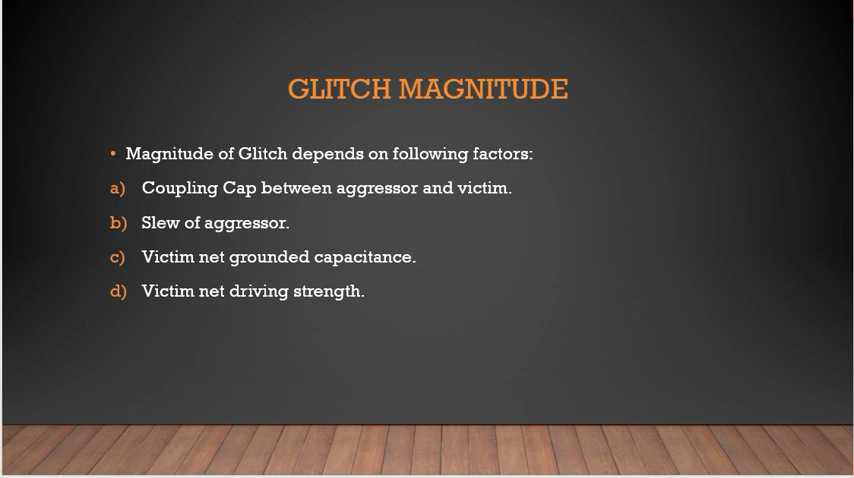 GLITCH MAGNITUDE
• Magnitude of Glitch depends on following factors:
a) Coupling Cap between aggressor and victim.
b) Slew of aggressor.
c) Victim net grounded capacitance.
d) Victim net driving strength.